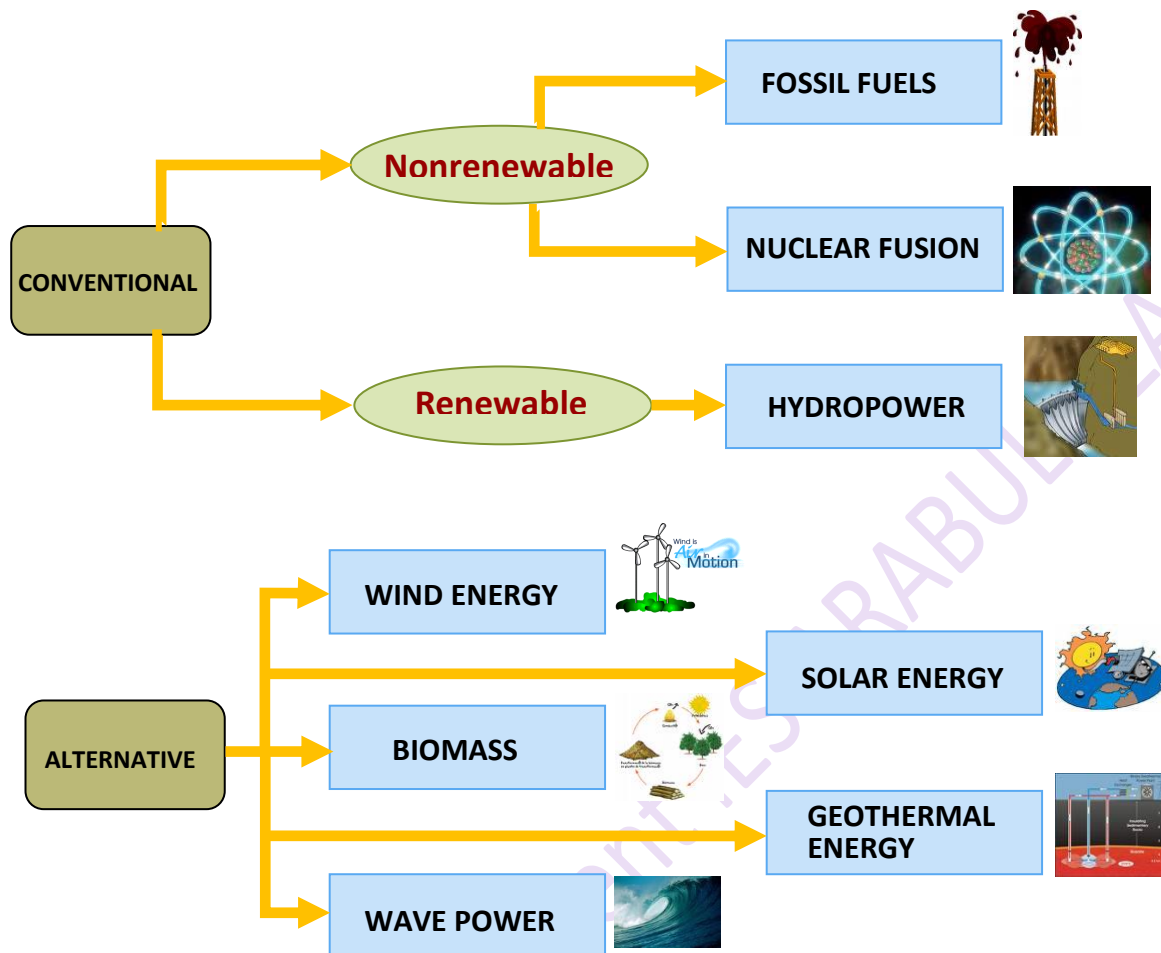 FOSSIL FUELS
Nonrenewable
NUCLEAR FUSION
CONVENTIONAL
Renewable
HYDROPOWER
Wind is
Air in
Motion
WIND ENERGY
SOLAR ENERGY
BIOMASS
ALTERNATIVE
GEOTHERMAL
ENERGY
WAVE POWER